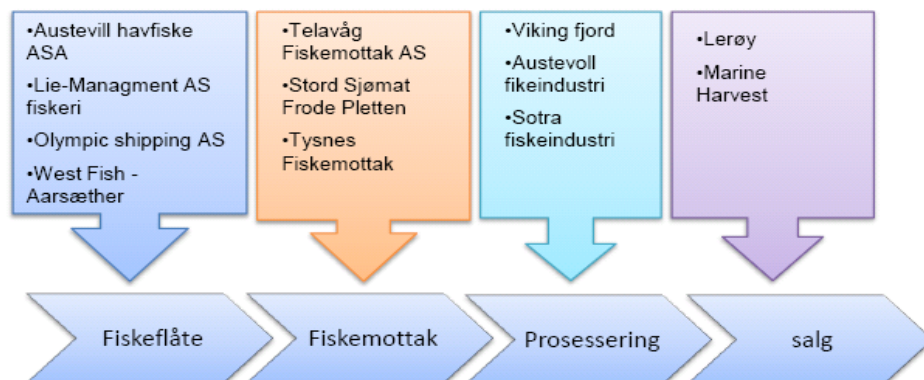 •Austevill havfiske
ASA
•Lie-Managment AS
fiskeri
•Olympic shipping AS
•West Fish -
Aarsæther
•Telavåg
Fiskemottak AS
•Stord Sjømat
Frode Pletten
•Tysnes
Fiskemottak
•Viking fjord
•Austevoll
fikeindustri
•Sotra
fiskeindustri
•Lerøy
•Marine
Harvest
Fiskeflåte
Fiskemottak
Prosessering
salg